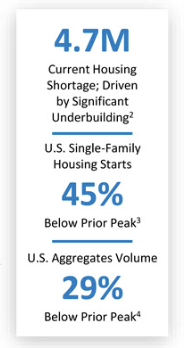 4.7M
Current Housing
Shortage; Driven
by Significant
Underbuilding²
U.S. Single-Family
Housing Starts
45%
Below Prior Peak³
U.S. Aggregates Volume
29%
Below Prior Peak⁴